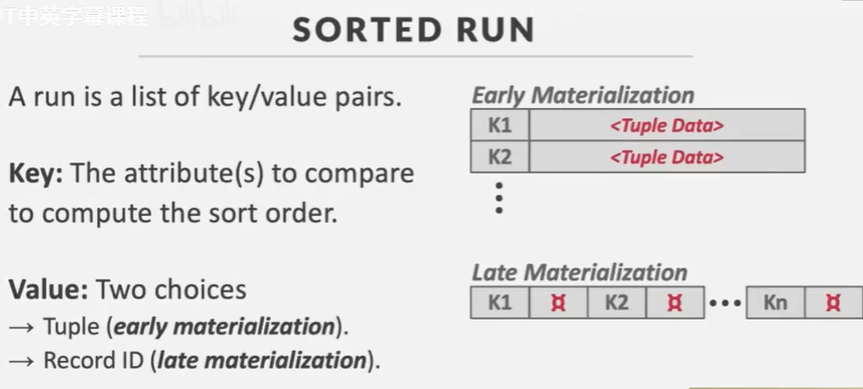 T中英字幕课程
bilibili
SORTED RUN
A run is a list of key/value pairs.
Key: The attribute(s) to compare
to compute the sort order.
Value: Two choices
→ Tuple (early materialization).
→ Record ID (late materialization).
Early Materialization
K1 <Tuple Data>
K2 <Tuple Data>
Late Materialization
K1 ¤ K2 ¤ ••• Kn ¤